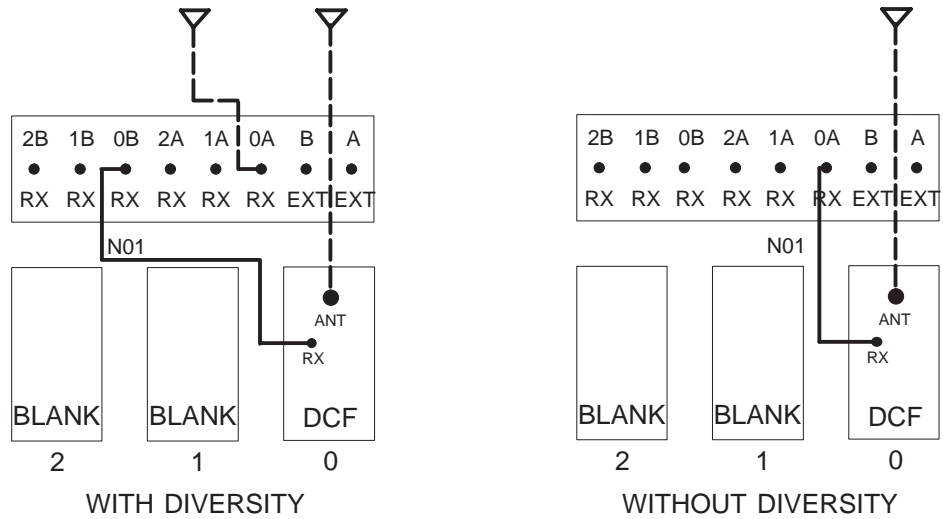 2B 1B 0B 2A 1A 0A B A
RX RX RX RX RX RX EXT EXT
N01
ANT
RX
BLANK BLANK DCF
2 1 0
WITH DIVERSITY
2B 1B 0B 2A 1A 0A B A
RX RX RX RX RX RX EXT EXT
N01
ANT
RX
BLANK BLANK DCF
2 1 0
WITHOUT DIVERSITY